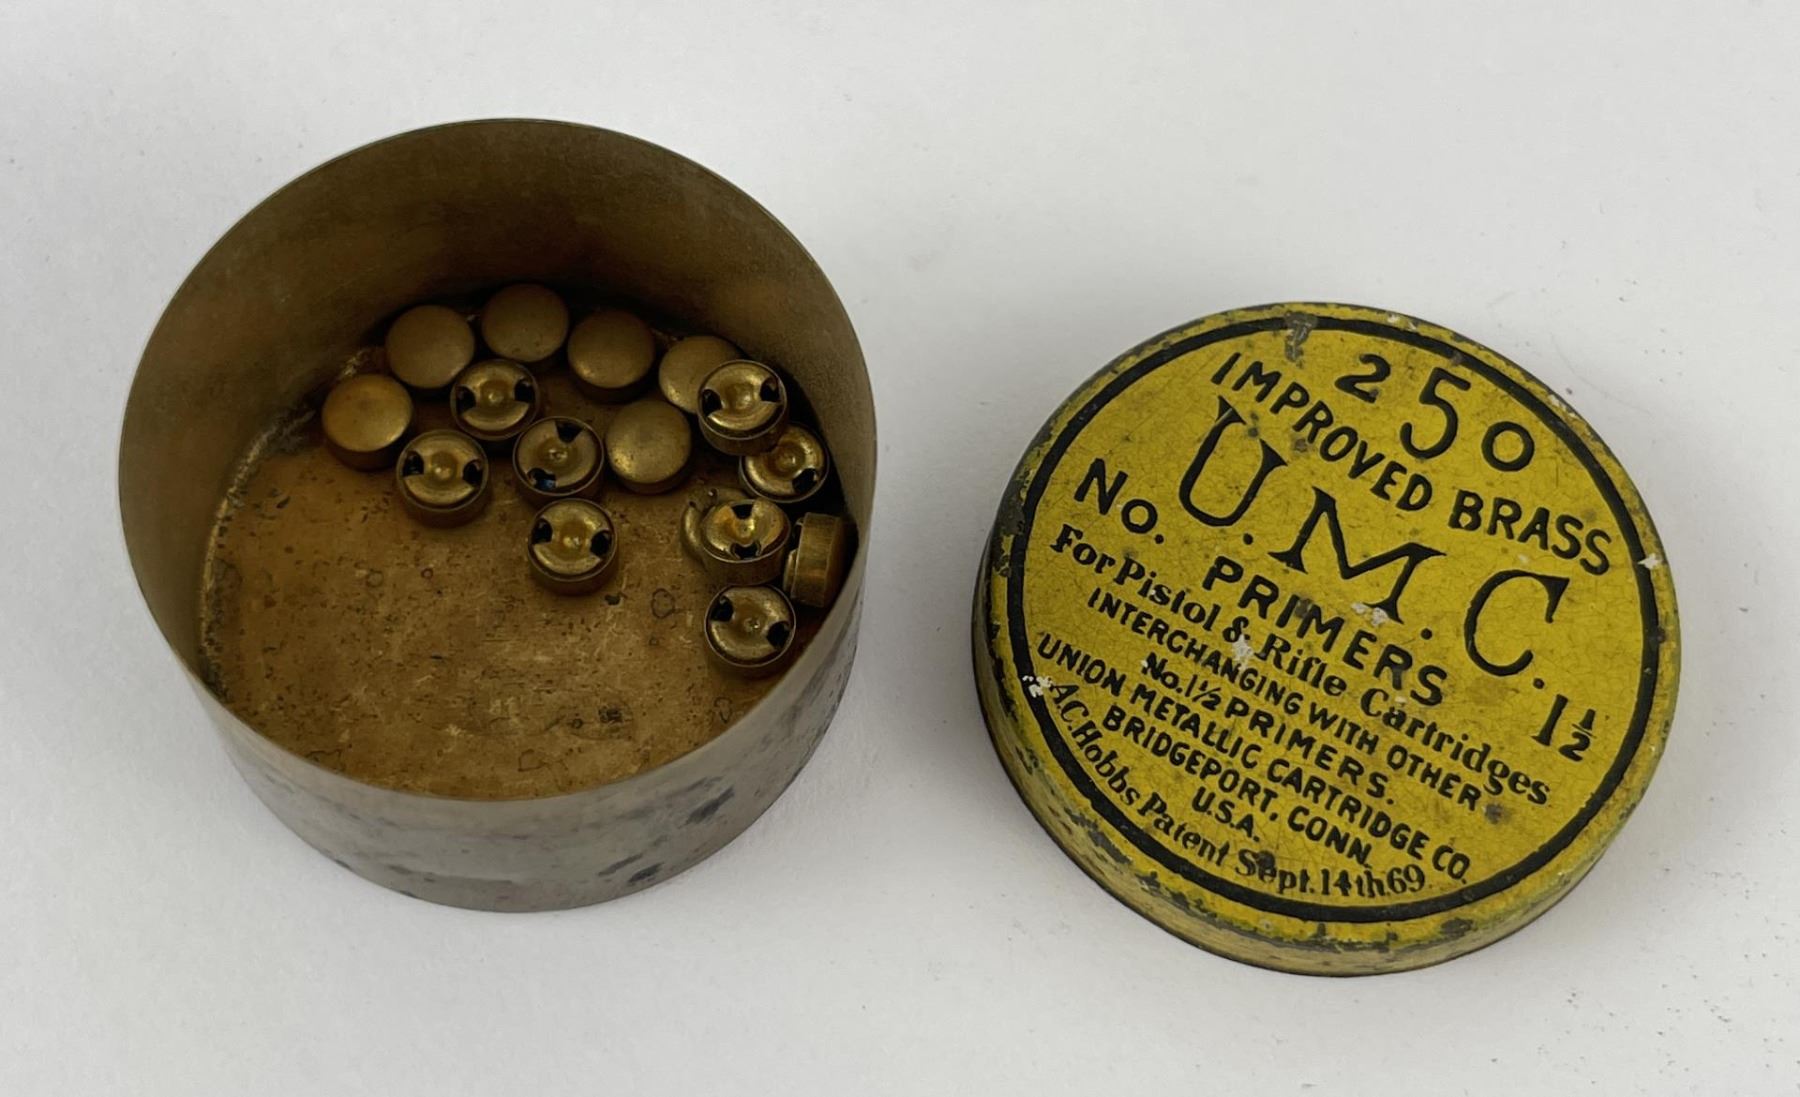 250
IMPROVED BRASS
U.M.C.
No. 1½
PRIMERS
For Pistol & Rifle Cartridges
INTERCHANGING WITH OTHER
No. 1½ PRIMERS.
UNION METALLIC CARTRIDGE CO.
BRIDGEPORT, CONN.
U.S.A.
A.C. Hobbs Patent Sept. 14th 69